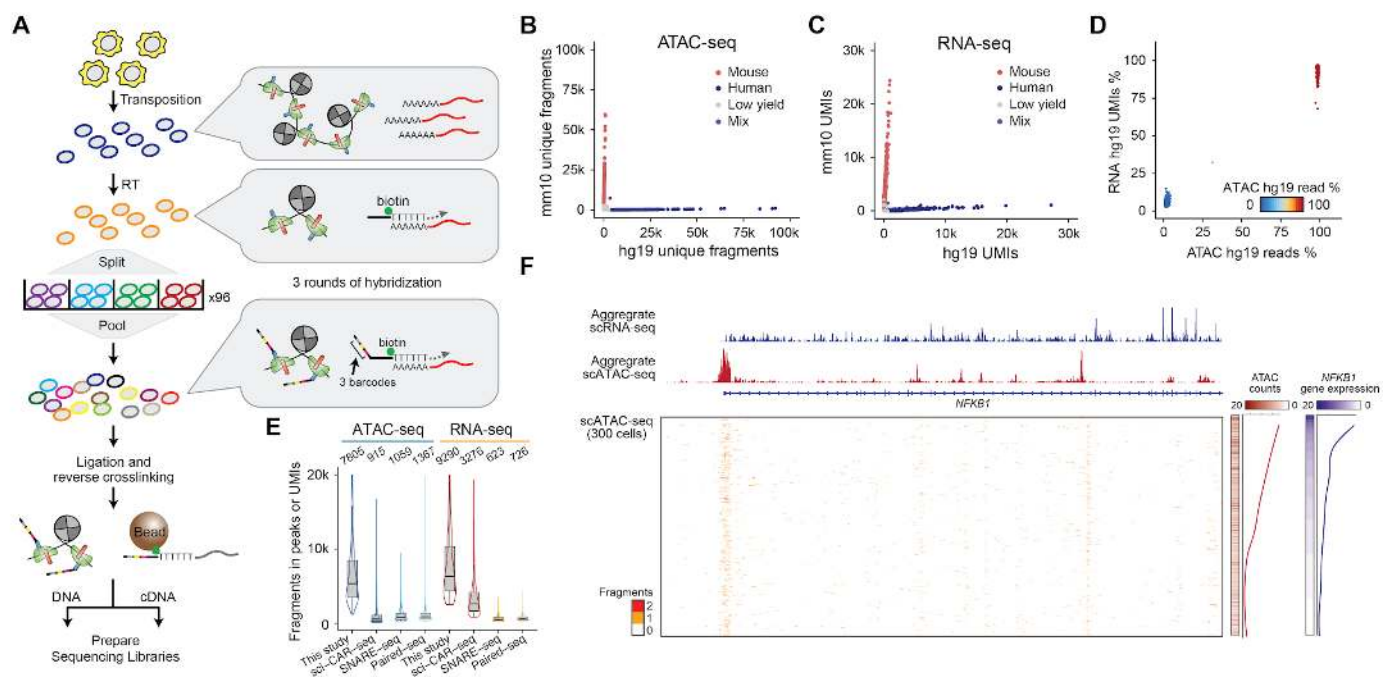 A
Transposition
RT
Split
x96
Pool
Ligation and
reverse crosslinking
Bead
DNA
cDNA
Prepare
Sequencing Libraries
AAAAAA
AAAAAA
AAAAAA
biotin
AAAAAA
3 rounds of hybridization
biotin
AAAAAA
3 barcodes
B
ATAC-seq
100k
75k
50k
25k
0
mm10 unique fragments
Mouse
Human
Low yield
Mix
0 25k 50k 75k 100k
hg19 unique fragments
C
RNA-seq
30k
20k
10k
0
mm10 UMIs
Mouse
Human
Low yield
Mix
0 10k 20k 30k
hg19 UMIs
D
100
75
50
25
0
RNA hg19 UMIs %
ATAC hg19 read %
0 100
0 25 50 75 100
ATAC hg19 reads %
E
ATAC-seq RNA-seq
7605 915 1059 1367 9290 3276 623 726
20k
10k
0
Fragments in peaks or UMIs
This study
sci-CAR-seq
SNARE-seq
Paired-seq
This study
sci-CAR-seq
SNARE-seq
Paired-seq
F
Aggregate
scRNA-seq
Aggregate
scATAC-seq
NFKB1
scATAC-seq
(300 cells)
Fragments
2
1
0
ATAC
counts
20 0
NFKB1
gene expression
20 0